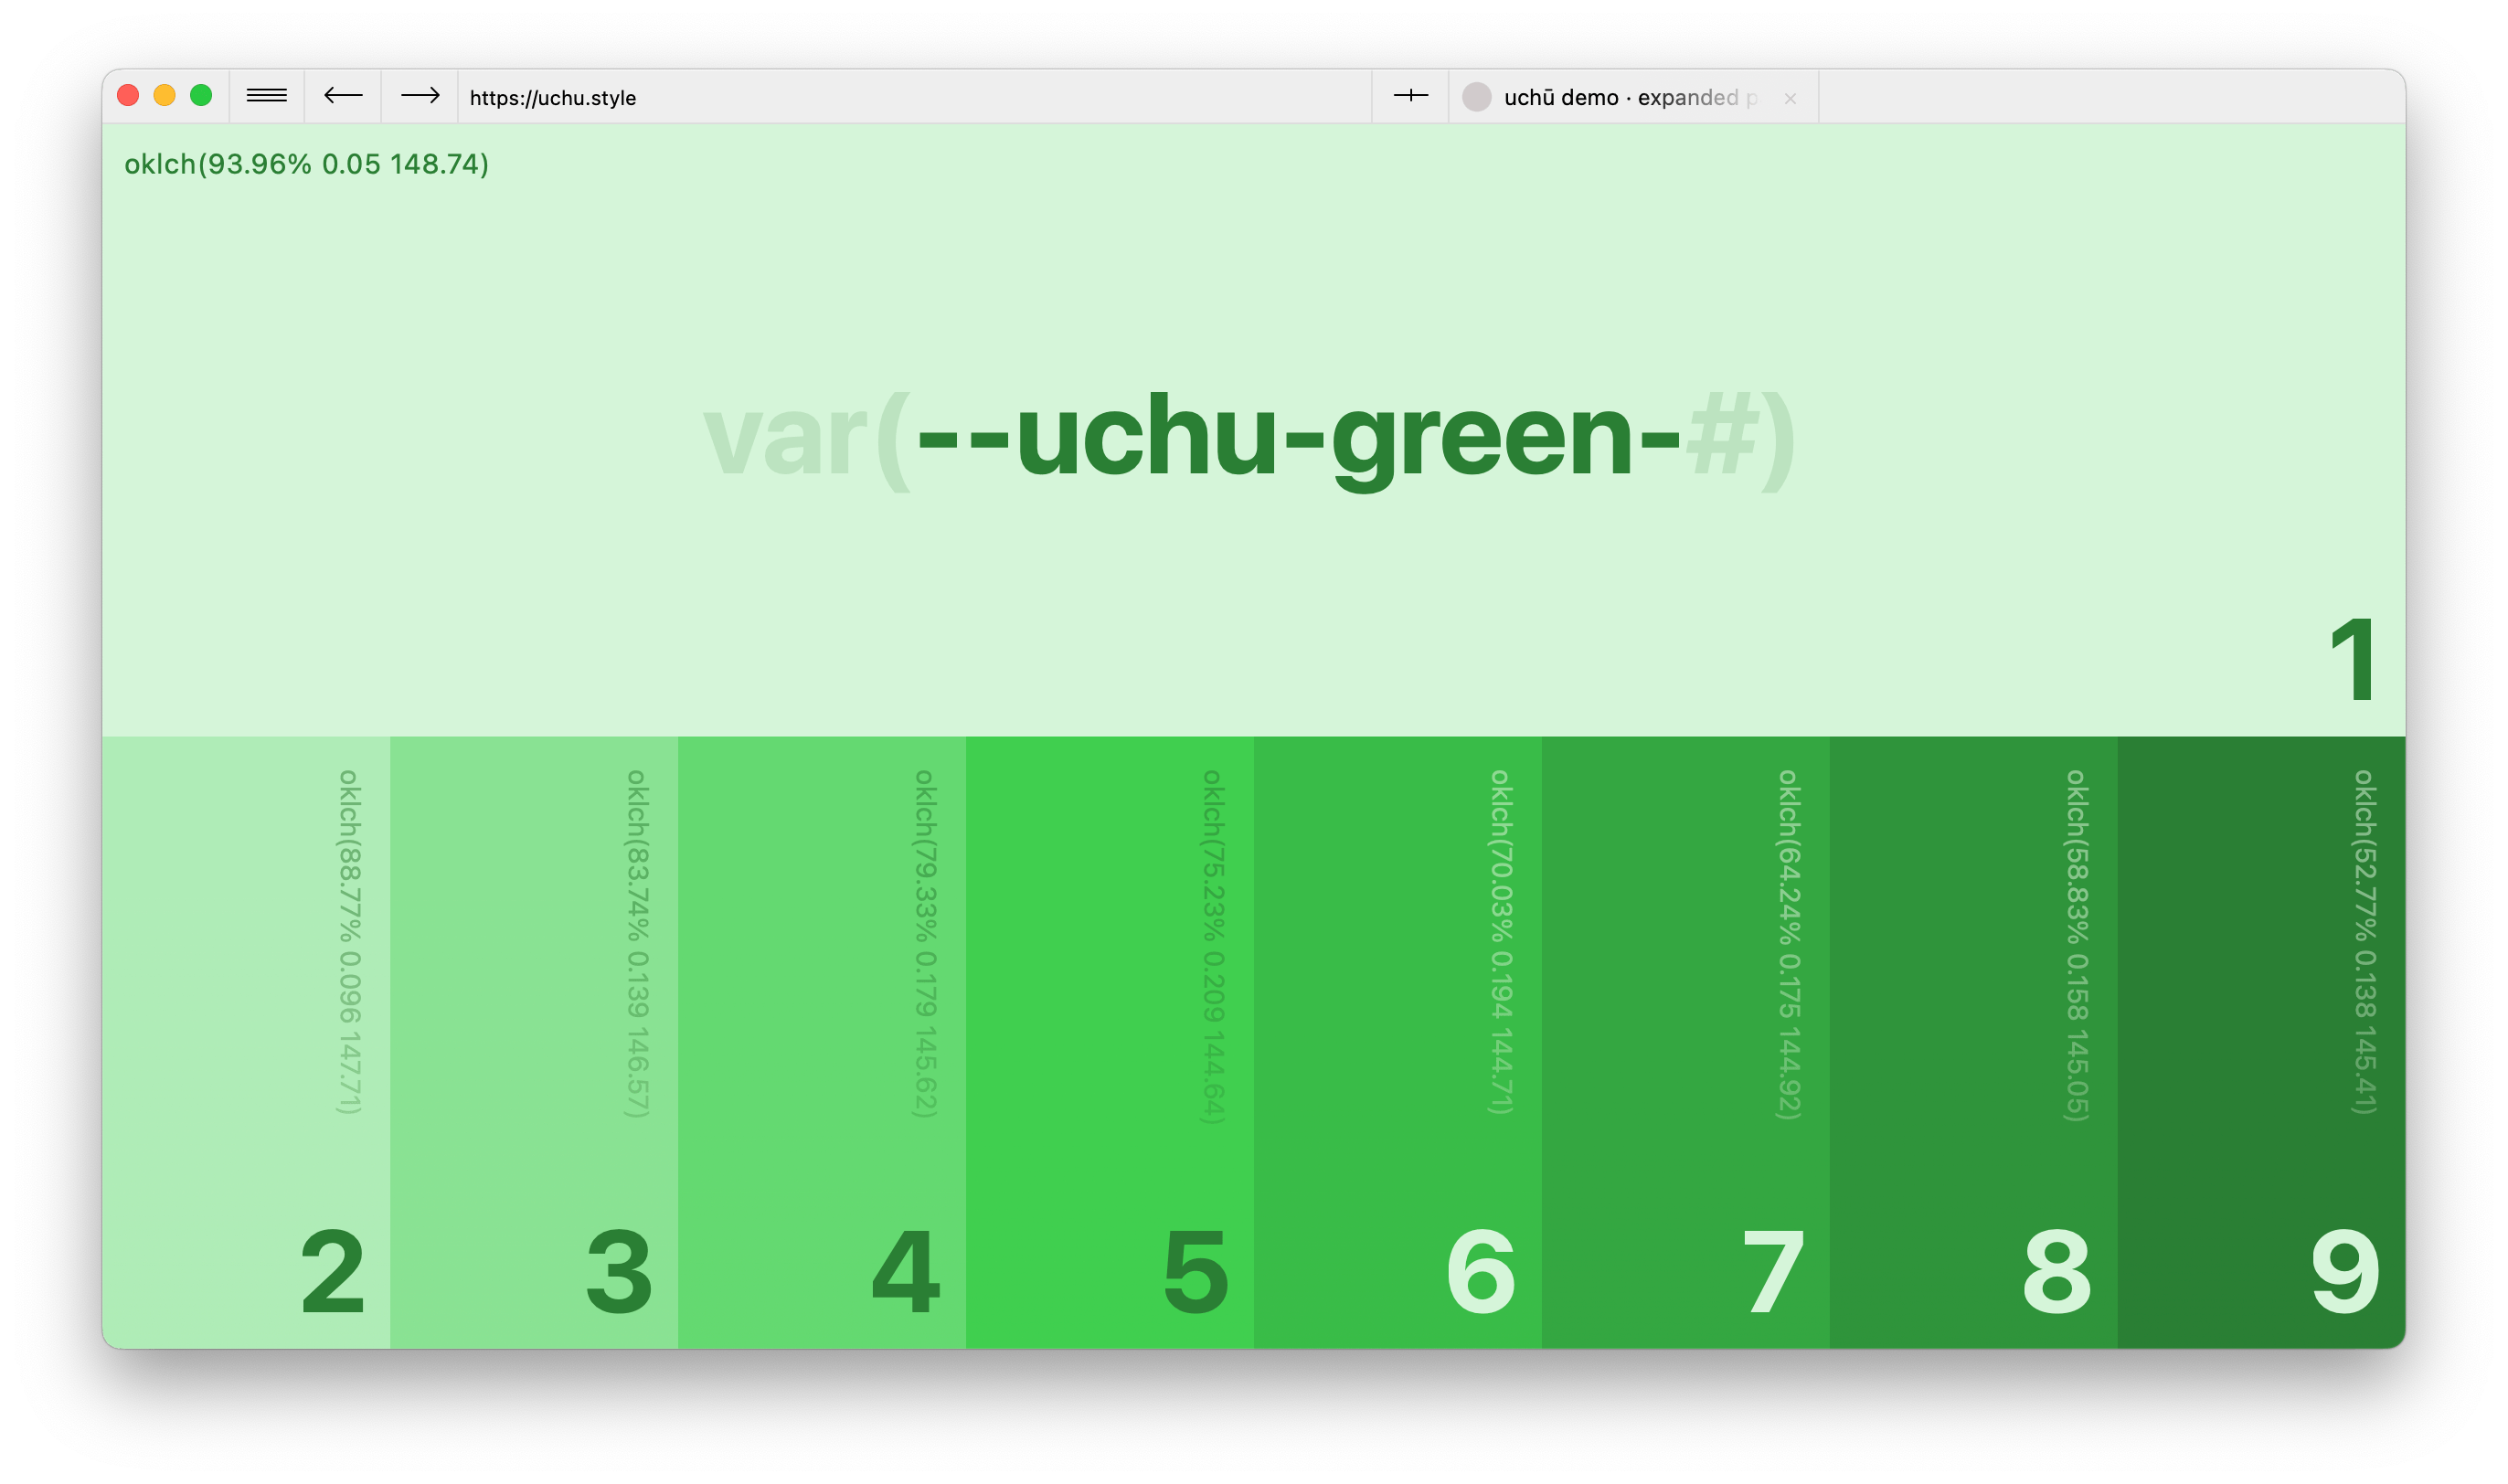 https://uchu.style
uchū demo · expanded p
oklch(93.96% 0.05 148.74)
var(--uchu-green-#)
1
oklch(88.77% 0.096 147.71)
2
oklch(83.74% 0.139 146.57)
3
oklch(79.33% 0.179 145.62)
4
oklch(75.23% 0.209 144.64)
5
oklch(70.03% 0.194 144.71)
6
oklch(64.24% 0.175 144.92)
7
oklch(58.83% 0.158 145.05)
8
oklch(52.77% 0.138 145.41)
9